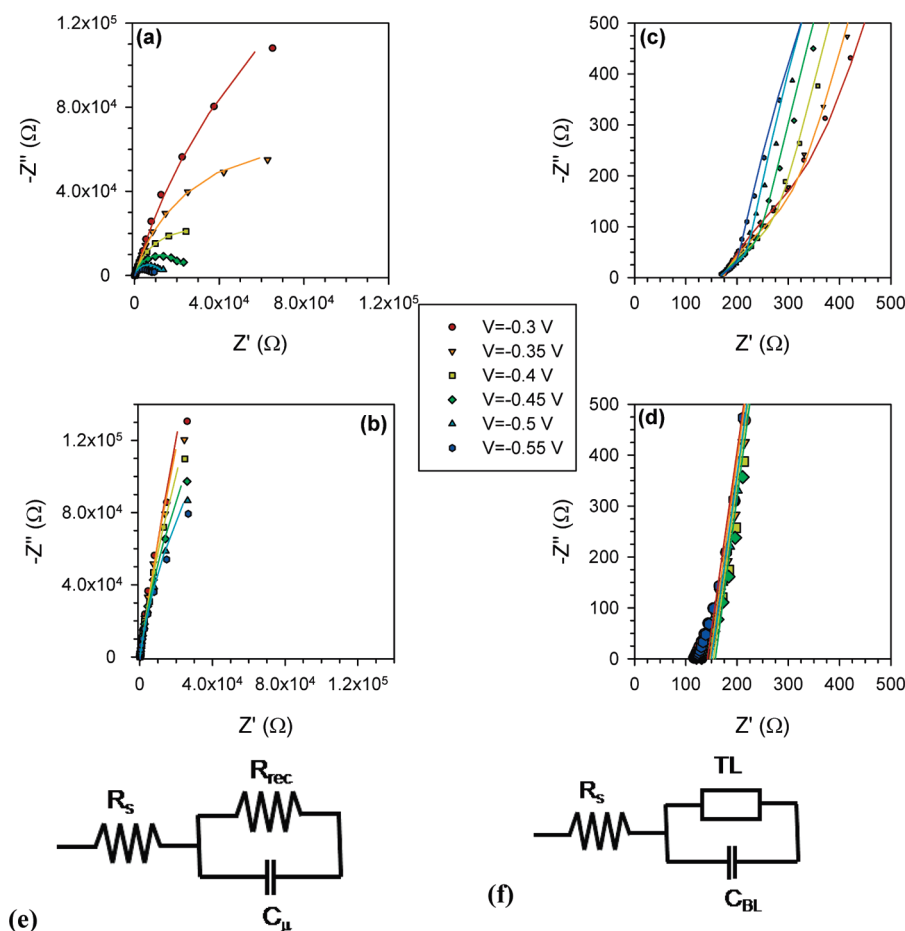 (a)
1.2x10⁵
8.0x10⁴
4.0x10⁴
0
-Z" (Ω)
0 4.0x10⁴ 8.0x10⁴ 1.2x10⁵
Z' (Ω)
(c)
500
400
300
200
100
0
-Z" (Ω)
0 100 200 300 400 500
Z' (Ω)
V=-0.3 V
V=-0.35 V
V=-0.4 V
V=-0.45 V
V=-0.5 V
V=-0.55 V
(b)
1.2x10⁵
8.0x10⁴
4.0x10⁴
0
-Z" (Ω)
0 4.0x10⁴ 8.0x10⁴ 1.2x10⁵
Z' (Ω)
(d)
500
400
300
200
100
0
-Z" (Ω)
0 100 200 300 400 500
Z' (Ω)
Rs
Rrec
Cμ
(e)
Rs
TL
CBL
(f)